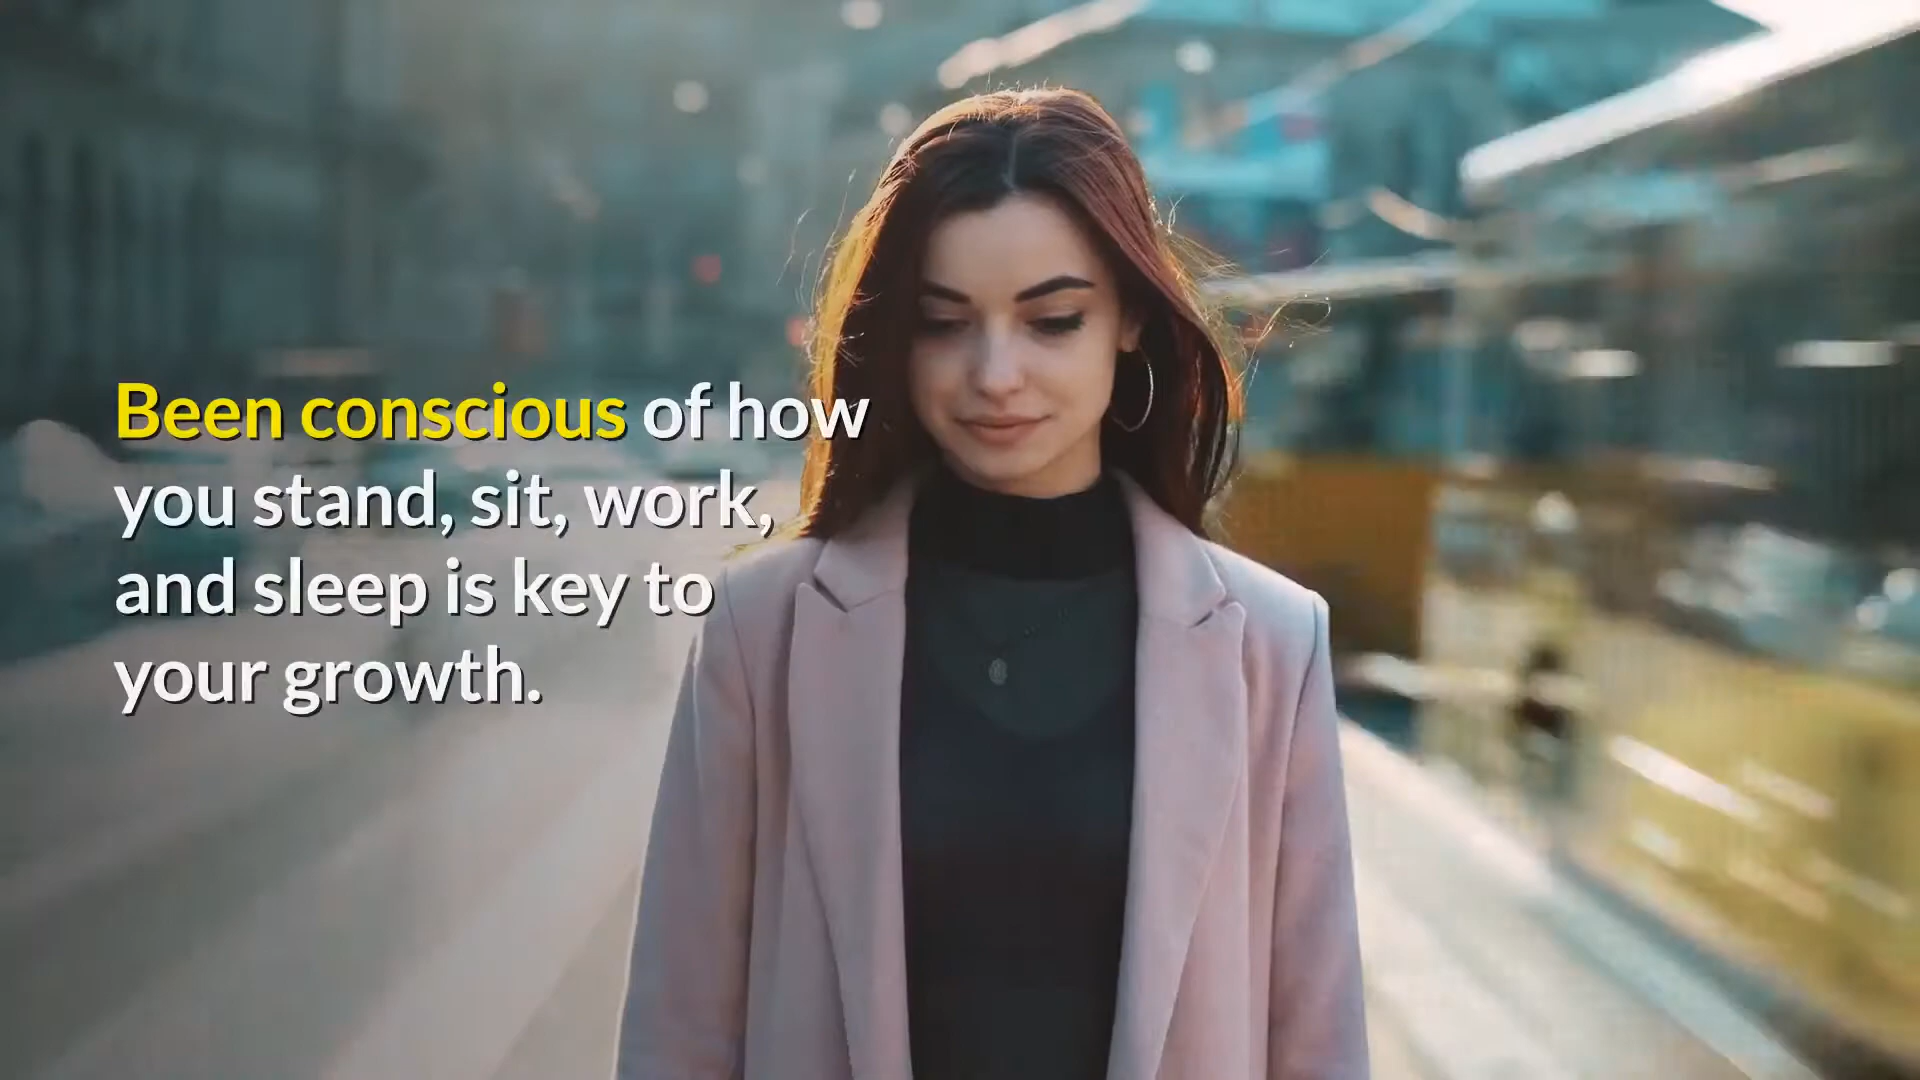 Been conscious of how
you stand, sit, work,
and sleep is key to
your growth.